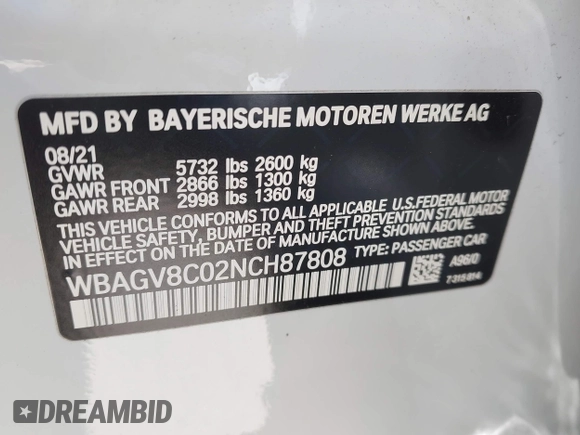 MFD BY BAYERISCHE MOTOREN WERKE AG
08/21
GVWR 5732 lbs 2600 kg
GAWR FRONT 2866 lbs 1300 kg
GAWR REAR 2998 lbs 1360 kg
THIS VEHICLE CONFORMS TO ALL APPLICABLE U.S.FEDERAL MOTOR
VEHICLE SAFETY, BUMPER AND THEFT PREVENTION STANDARDS
IN EFFECT ON THE DATE OF MANUFACTURE SHOWN ABOVE.
WBAGV8C02NCH87808 TYPE: PASSENGER CAR
A96/0
7318414
DREAMBID